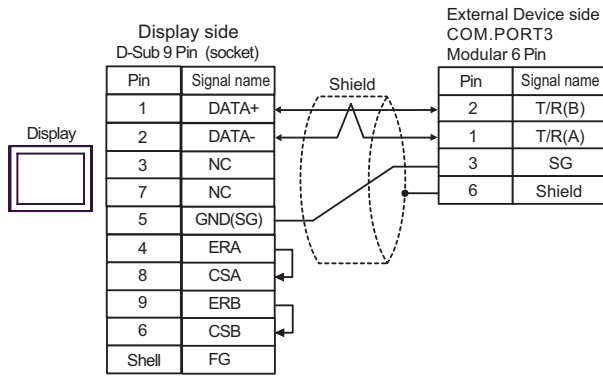 Display side
D-Sub 9 Pin (socket)
External Device side
COM.PORT3
Modular 6 Pin
Pin Signal name
Shield
Pin Signal name
1 DATA+
2 T/R(B)
Display
2 DATA-
1 T/R(A)
3 NC
3 SG
7 NC
6 Shield
5 GND(SG)
4 ERA
8 CSA
9 ERB
6 CSB
Shell FG